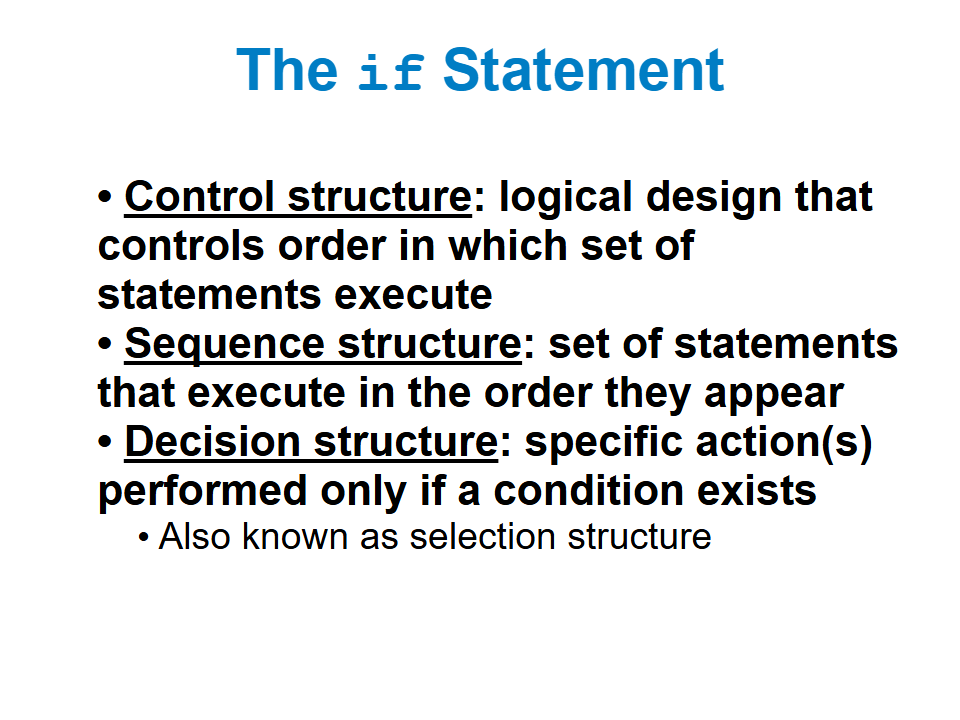 The if Statement
• Control structure: logical design that
controls order in which set of
statements execute
• Sequence structure: set of statements
that execute in the order they appear
• Decision structure: specific action(s)
performed only if a condition exists
• Also known as selection structure